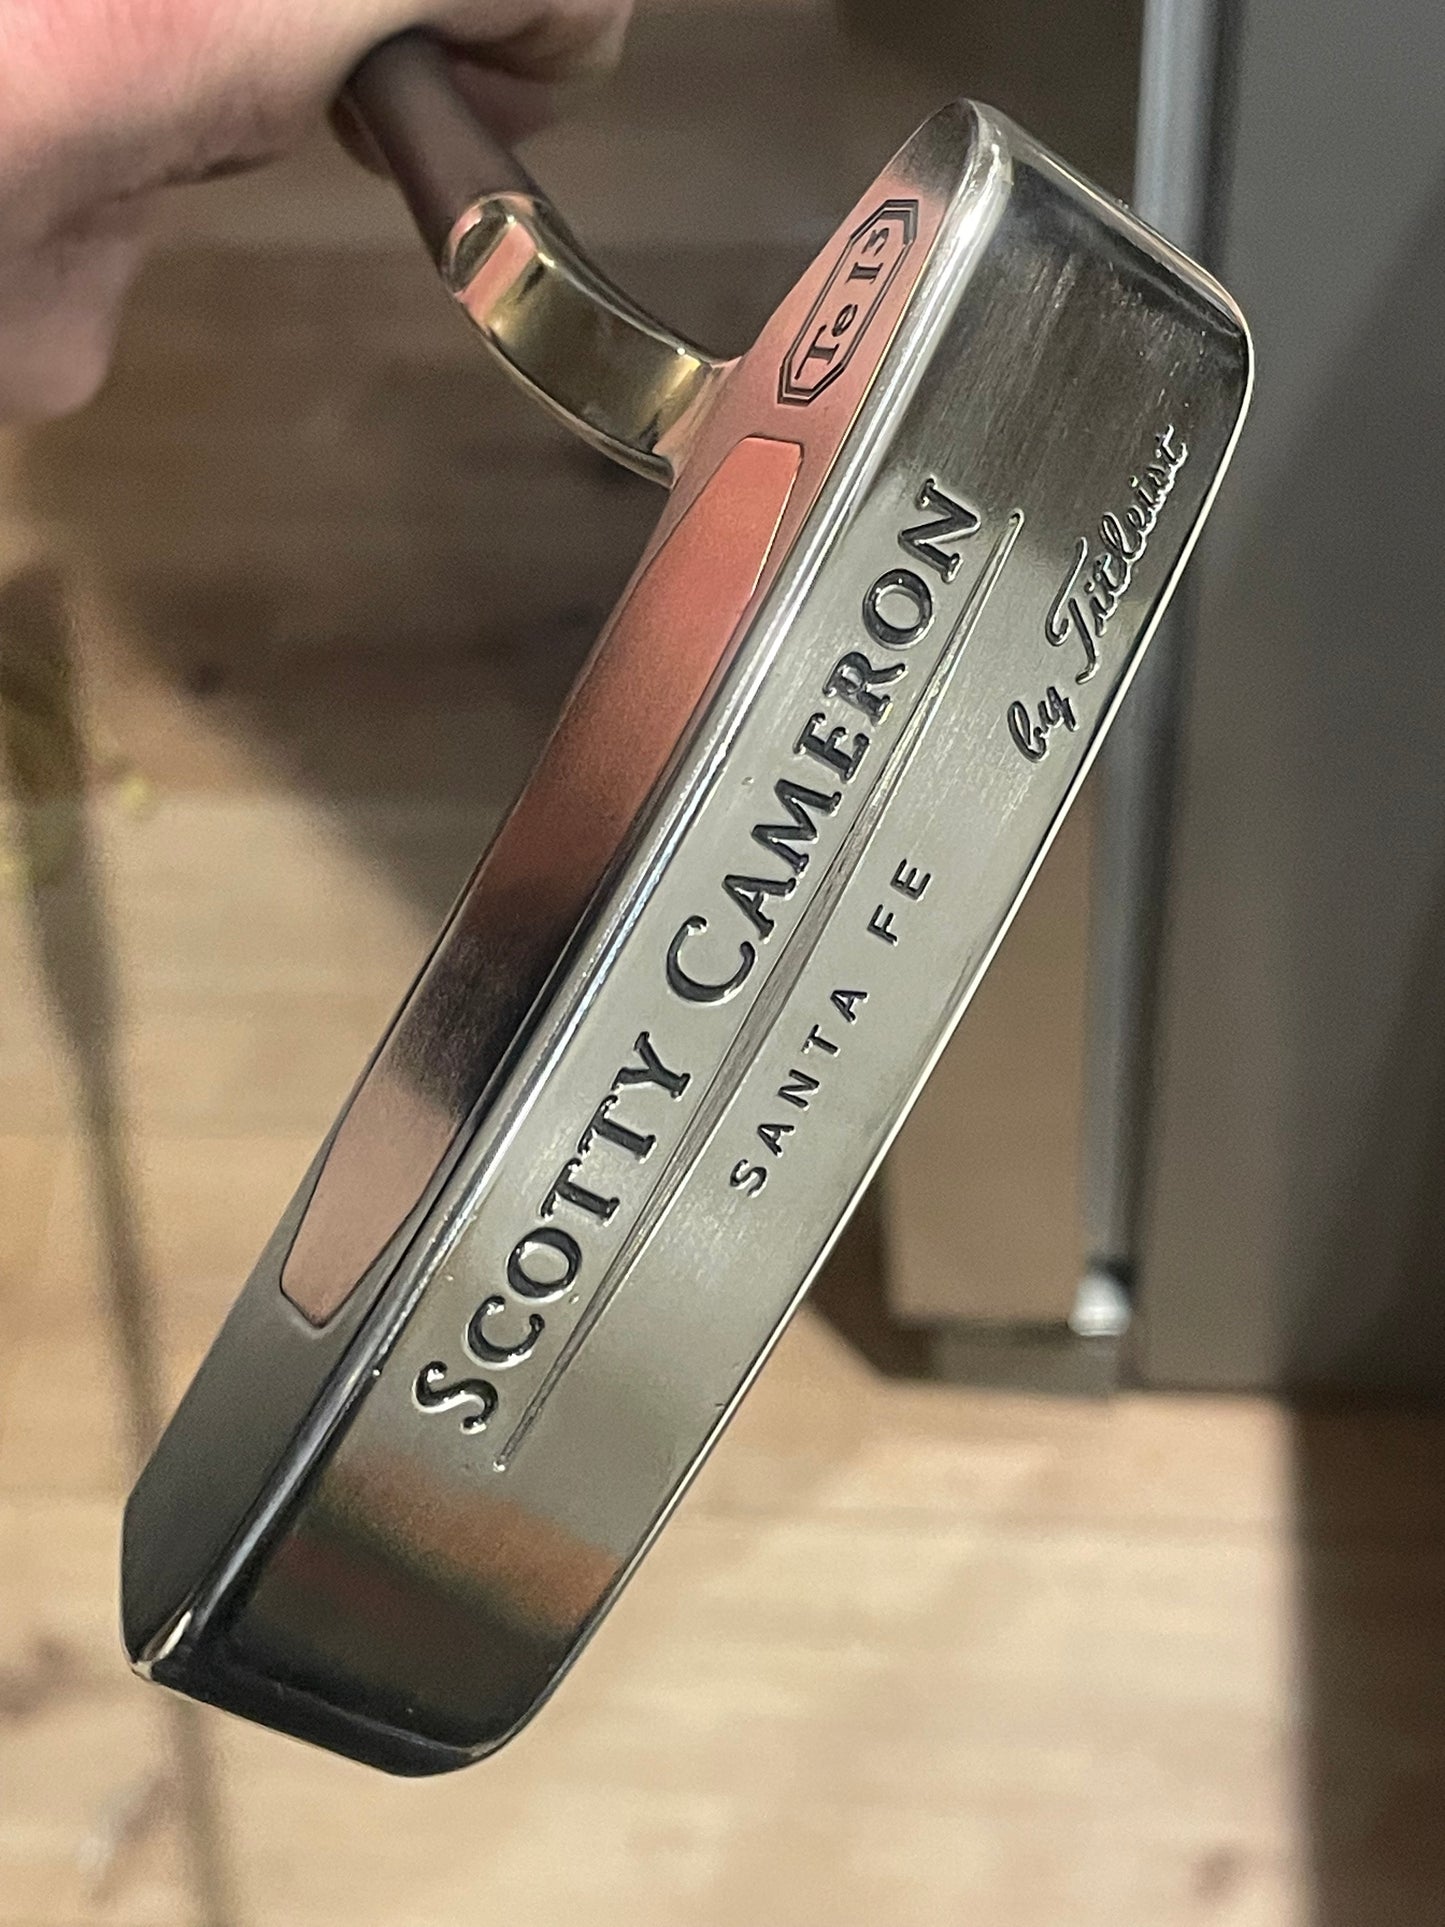 Te I3
SCOTTY CAMERON
SANTA FE
by Titleist